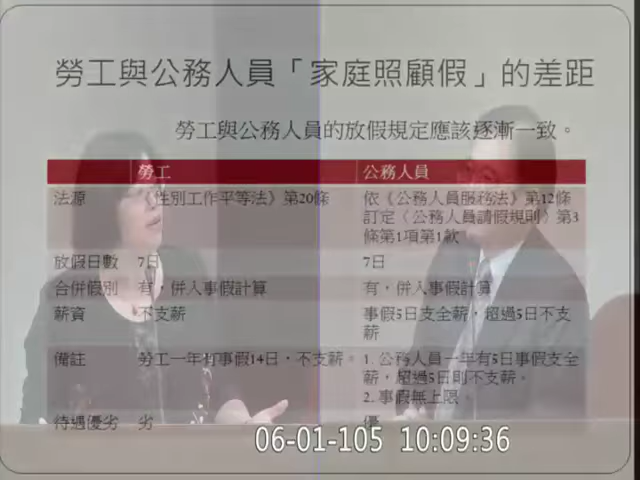 勞工與公務人員「家庭照顧假」的差距
勞工與公務人員的放假規定應該逐漸一致。
勞工 公務人員
法源 《性別工作平等法》第20條 依《公務人員服務法》第12條
訂定〈公務人員請假規則〉第3
條第1項第1款
放假日數 7日 7日
合併假別 有，併入事假計算 有，併入事假計算
薪資 不支薪 事假5日支全薪，超過5日不支
薪
備註 勞工一年有事假14日，不支薪。 1. 公務人員一年有5日事假支全
薪，超過5日則不支薪。
2. 事假無上限。
待遇優劣 劣 優
06-01-105 10:09:36